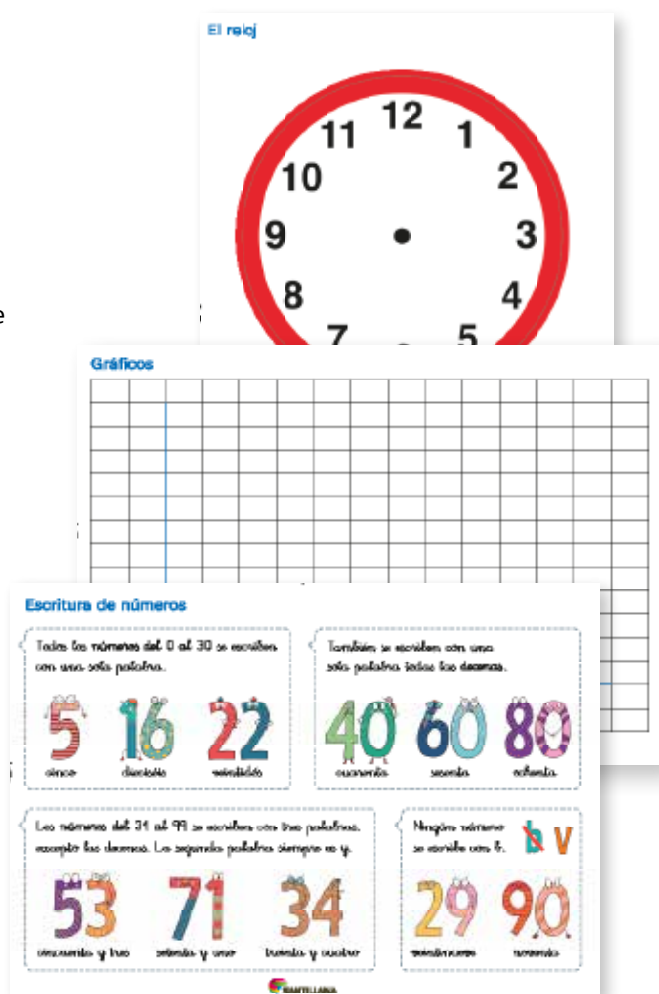 El reloj
12
11 1
10 2
9 3
8 4
7 5
e
Gráficos
Escritura de números
Todos los números del 0 al 30 se escriben
con una sola palabra.
5 16 22
cinco dieciséis veintidós
También se escriben con una
sola palabra todas las decenas.
40 60 80
cuarenta sesenta ochenta
Los números del 31 al 99 se escriben con tres palabras,
excepto las decenas. La segunda palabra siempre es y.
53 71 34
cincuenta y tres setenta y uno treinta y cuatro
Ningún número
se escribe con b.
b v
29 90
veintinueve noventa
SANTILLANA